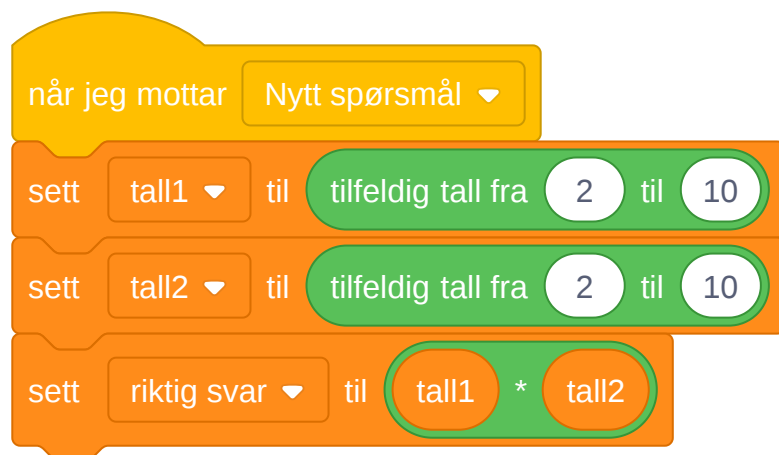 når jeg mottar Nytt spørsmål
sett tall1 til tilfeldig tall fra 2 til 10
sett tall2 til tilfeldig tall fra 2 til 10
sett riktig svar til tall1 * tall2